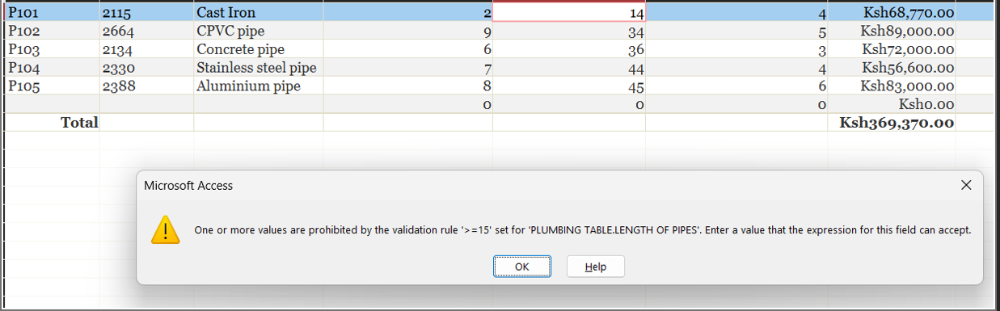 P101 2115 Cast Iron 2 14 4 Ksh68,770.00
P102 2664 CPVC pipe 9 34 5 Ksh89,000.00
P103 2134 Concrete pipe 6 36 3 Ksh72,000.00
P104 2330 Stainless steel pipe 7 44 4 Ksh56,600.00
P105 2388 Aluminium pipe 8 45 6 Ksh83,000.00
0 0 0 Ksh0.00
Total Ksh369,370.00
Microsoft Access
One or more values are prohibited by the validation rule '>=15' set for 'PLUMBING TABLE.LENGTH OF PIPES'. Enter a value that the expression for this field can accept.
OK Help